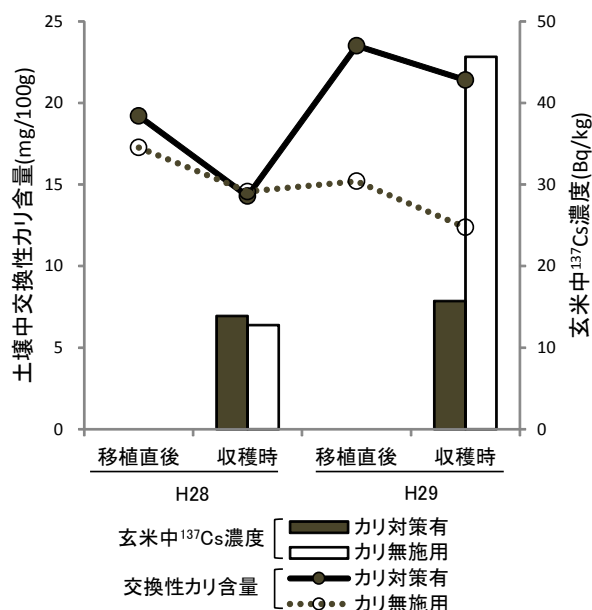 土壌中交換性カリ含量(mg/100g)
25
20
15
10
5
0
50
40
30
20
10
0
玄米中¹³⁷Cs濃度(Bq/kg)
移植直後 収穫時 移植直後 収穫時
H28 H29
玄米中¹³⁷Cs濃度 カリ対策有
カリ無施用
交換性カリ含量 カリ対策有
カリ無施用